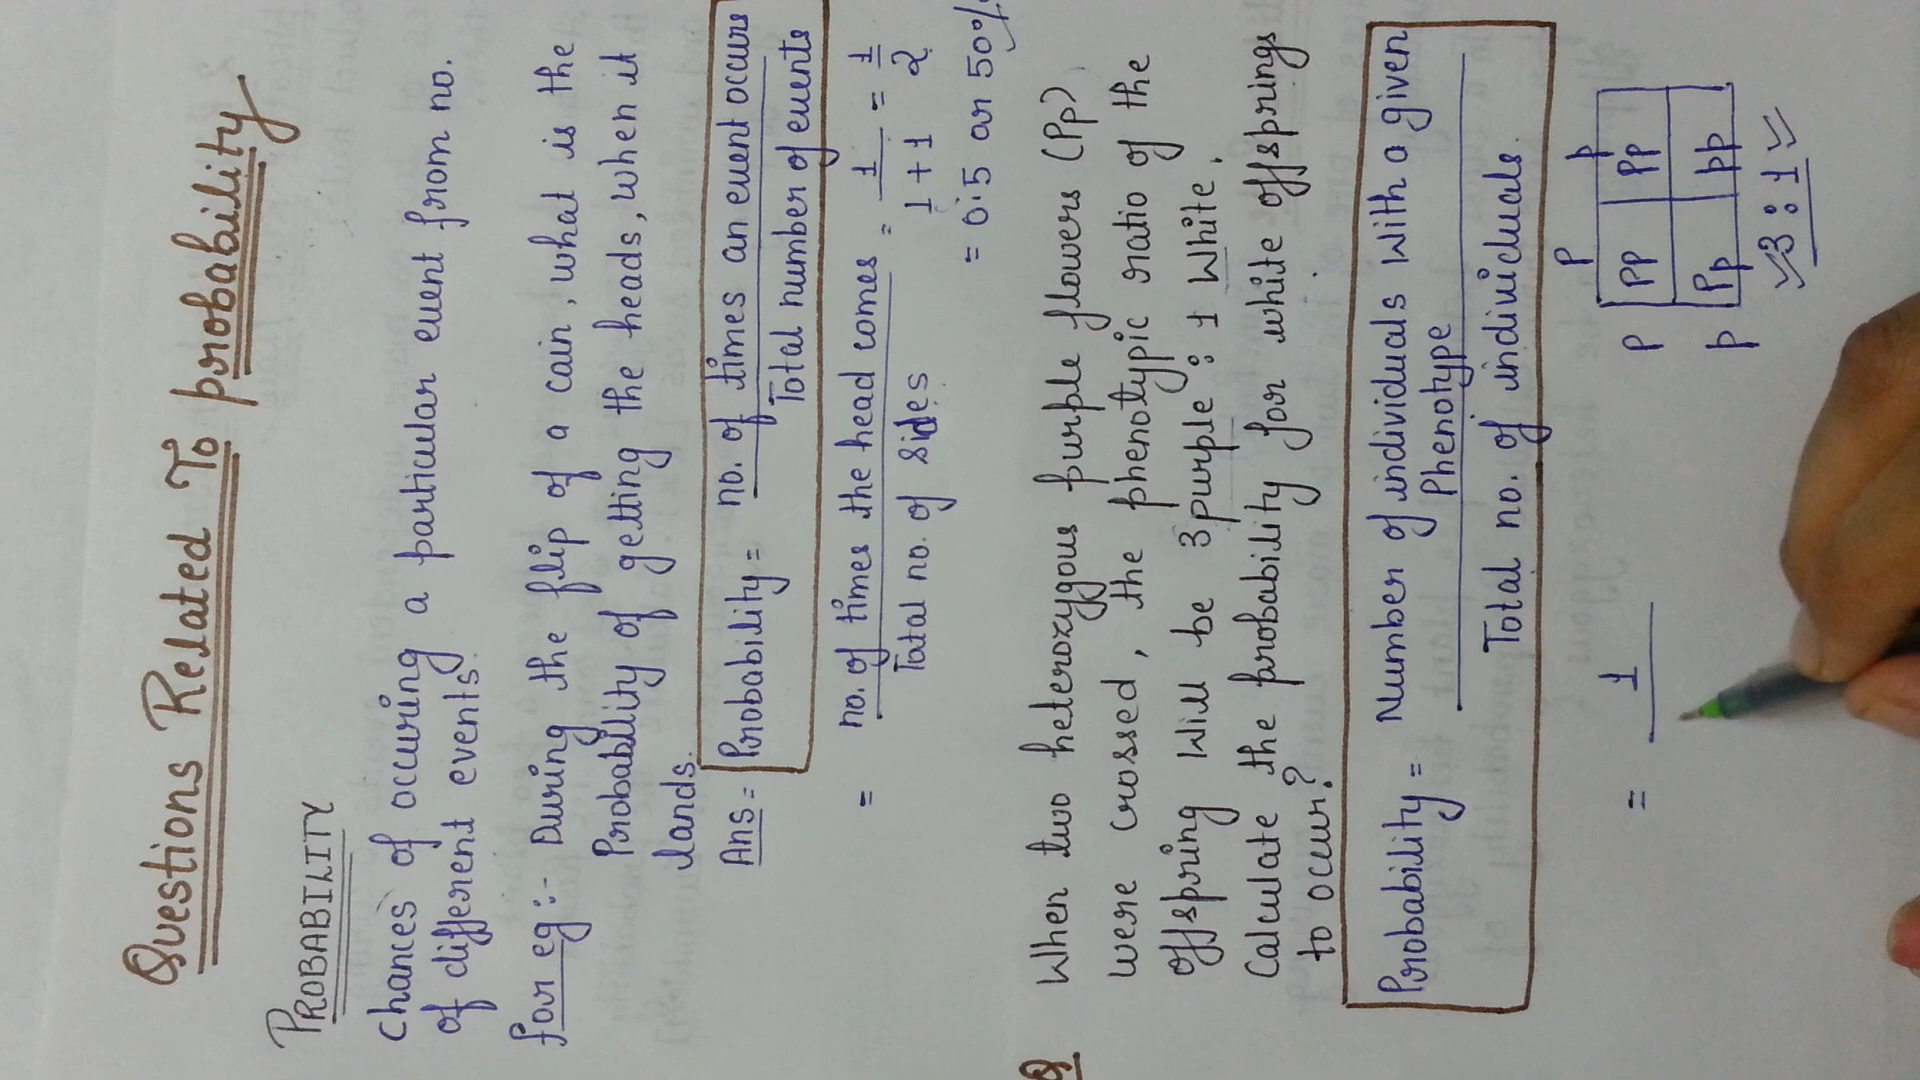 Questions Related To probability
PROBABILITY
Chances of occuring a particular event from no.
of different events.
for eg :- During the flip of a coin, what is the
Probability of getting the heads, when it
lands.
Ans = Probability = no. of times an event occurs
Total number of events
= no. of times the head comes = 1 = 1
Total no. of sides 1 + 1 2
= 0.5 or 50%
Q When two heterozygous purple flowers (Pp)
were crossed, the phenotypic ratio of the
offspring will be 3 purple : 1 White.
Calculate the probability for white offsprings
to occur?
Probability = Number of individuals With a given
Phenotype
Total no. of individuals.
P p
P PP Pp
p Pp pp
3 : 1
= 1